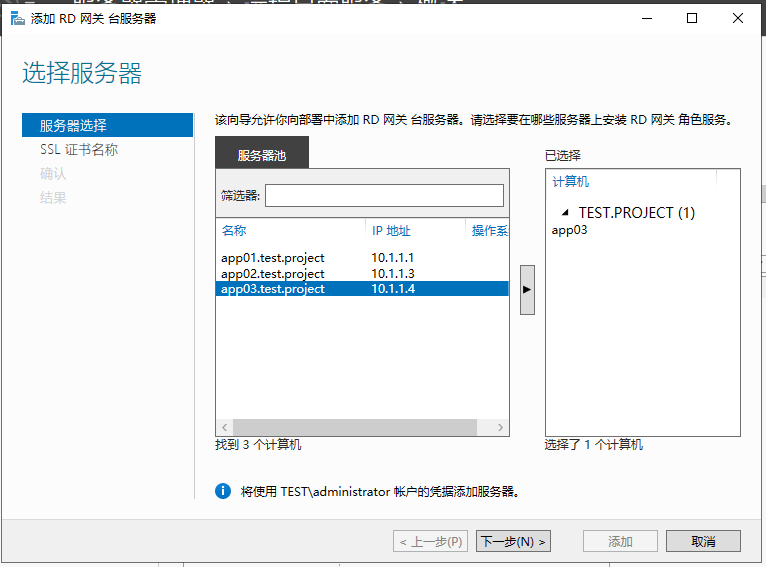 添加 RD 网关 台服务器
选择服务器
服务器选择
SSL 证书名称
确认
结果
该向导允许你向部署中添加 RD 网关 台服务器。请选择要在哪些服务器上安装 RD 网关 角色服务。
服务器池
筛选器:
名称 IP 地址 操作系
app01.test.project 10.1.1.1
app02.test.project 10.1.1.3
app03.test.project 10.1.1.4
找到 3 个计算机
已选择
计算机
TEST.PROJECT (1)
app03
选择了 1 个计算机
将使用 TEST\administrator 帐户的凭据添加服务器。
< 上一步(P)
下一步(N) >
添加
取消